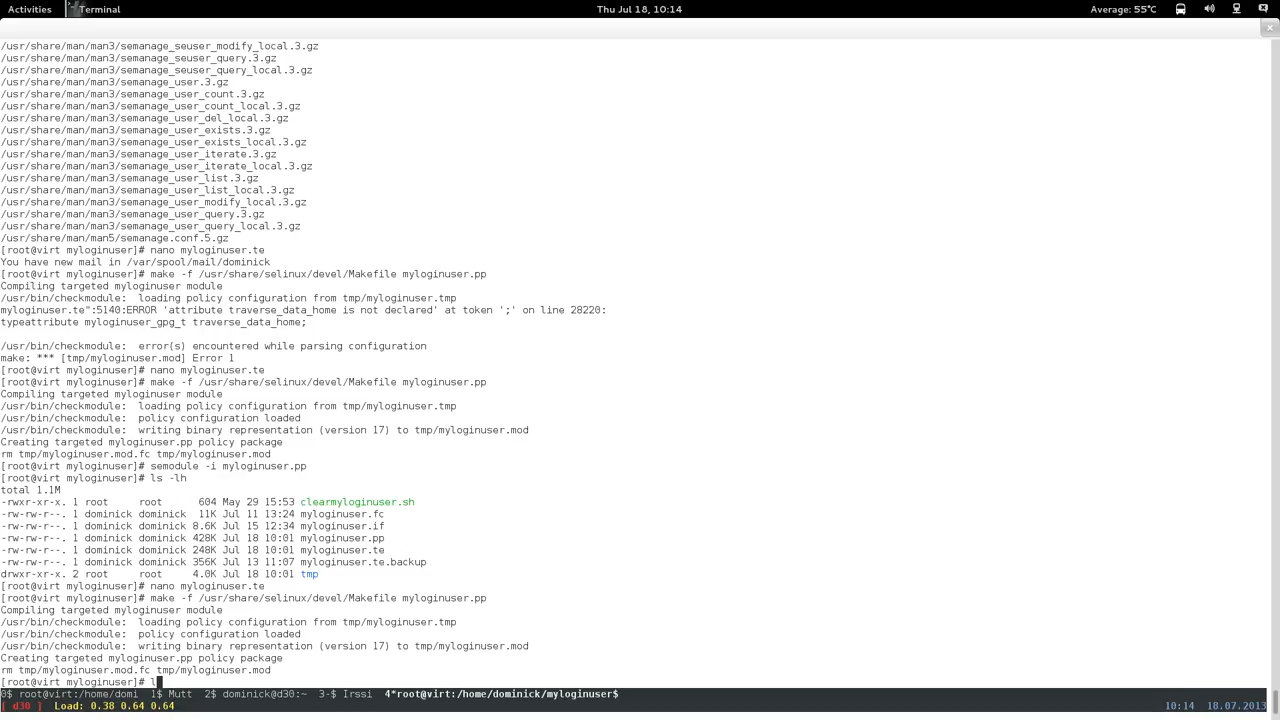 Activities Terminal Thu Jul 18, 10:14 Average: 55°C
/usr/share/man/man3/semanage_seuser_modify_local.3.gz
/usr/share/man/man3/semanage_seuser_query.3.gz
/usr/share/man/man3/semanage_seuser_query_local.3.gz
/usr/share/man/man3/semanage_user.3.gz
/usr/share/man/man3/semanage_user_count.3.gz
/usr/share/man/man3/semanage_user_count_local.3.gz
/usr/share/man/man3/semanage_user_del_local.3.gz
/usr/share/man/man3/semanage_user_exists.3.gz
/usr/share/man/man3/semanage_user_exists_local.3.gz
/usr/share/man/man3/semanage_user_iterate.3.gz
/usr/share/man/man3/semanage_user_iterate_local.3.gz
/usr/share/man/man3/semanage_user_list.3.gz
/usr/share/man/man3/semanage_user_list_local.3.gz
/usr/share/man/man3/semanage_user_modify_local.3.gz
/usr/share/man/man3/semanage_user_query.3.gz
/usr/share/man/man3/semanage_user_query_local.3.gz
/usr/share/man/man5/semanage.conf.5.gz
[root@virt myloginuser]# nano myloginuser.te
You have new mail in /var/spool/mail/dominick
[root@virt myloginuser]# make -f /usr/share/selinux/devel/Makefile myloginuser.pp
Compiling targeted myloginuser module
/usr/bin/checkmodule:  loading policy configuration from tmp/myloginuser.tmp
myloginuser.te":5140:ERROR 'attribute traverse_data_home is not declared' at token ';' on line 28220:
typeattribute myloginuser_gpg_t traverse_data_home;
/usr/bin/checkmodule:  error(s) encountered while parsing configuration
make: *** [tmp/myloginuser.mod] Error 1
[root@virt myloginuser]# nano myloginuser.te
[root@virt myloginuser]# make -f /usr/share/selinux/devel/Makefile myloginuser.pp
Compiling targeted myloginuser module
/usr/bin/checkmodule:  loading policy configuration from tmp/myloginuser.tmp
/usr/bin/checkmodule:  policy configuration loaded
/usr/bin/checkmodule:  writing binary representation (version 17) to tmp/myloginuser.mod
Creating targeted myloginuser.pp policy package
rm tmp/myloginuser.mod.fc tmp/myloginuser.mod
[root@virt myloginuser]# semodule -i myloginuser.pp
[root@virt myloginuser]# ls -lh
total 1.1M
-rwxr-xr-x. 1 root     root      604 May 29 15:53 clearmyloginuser.sh
-rw-rw-r--. 1 dominick dominick  11K Jul 11 13:24 myloginuser.fc
-rw-rw-r--. 1 dominick dominick 8.6K Jul 15 12:34 myloginuser.if
-rw-rw-r--. 1 dominick dominick 428K Jul 18 10:01 myloginuser.pp
-rw-rw-r--. 1 dominick dominick 248K Jul 18 10:01 myloginuser.te
-rw-rw-r--. 1 dominick dominick 356K Jul 13 11:07 myloginuser.te.backup
drwxr-xr-x. 2 root     root     4.0K Jul 18 10:01 tmp
[root@virt myloginuser]# nano myloginuser.te
[root@virt myloginuser]# make -f /usr/share/selinux/devel/Makefile myloginuser.pp
Compiling targeted myloginuser module
/usr/bin/checkmodule:  loading policy configuration from tmp/myloginuser.tmp
/usr/bin/checkmodule:  policy configuration loaded
/usr/bin/checkmodule:  writing binary representation (version 17) to tmp/myloginuser.mod
Creating targeted myloginuser.pp policy package
rm tmp/myloginuser.mod.fc tmp/myloginuser.mod
[root@virt myloginuser]# l
0$ root@virt:/home/domi  1$ Mutt  2$ dominick@d30:~  3-$ Irssi  4*root@virt:/home/dominick/myloginuser$
[ d30 ]  Load: 0.38 0.64 0.64 10:14  18.07.2013